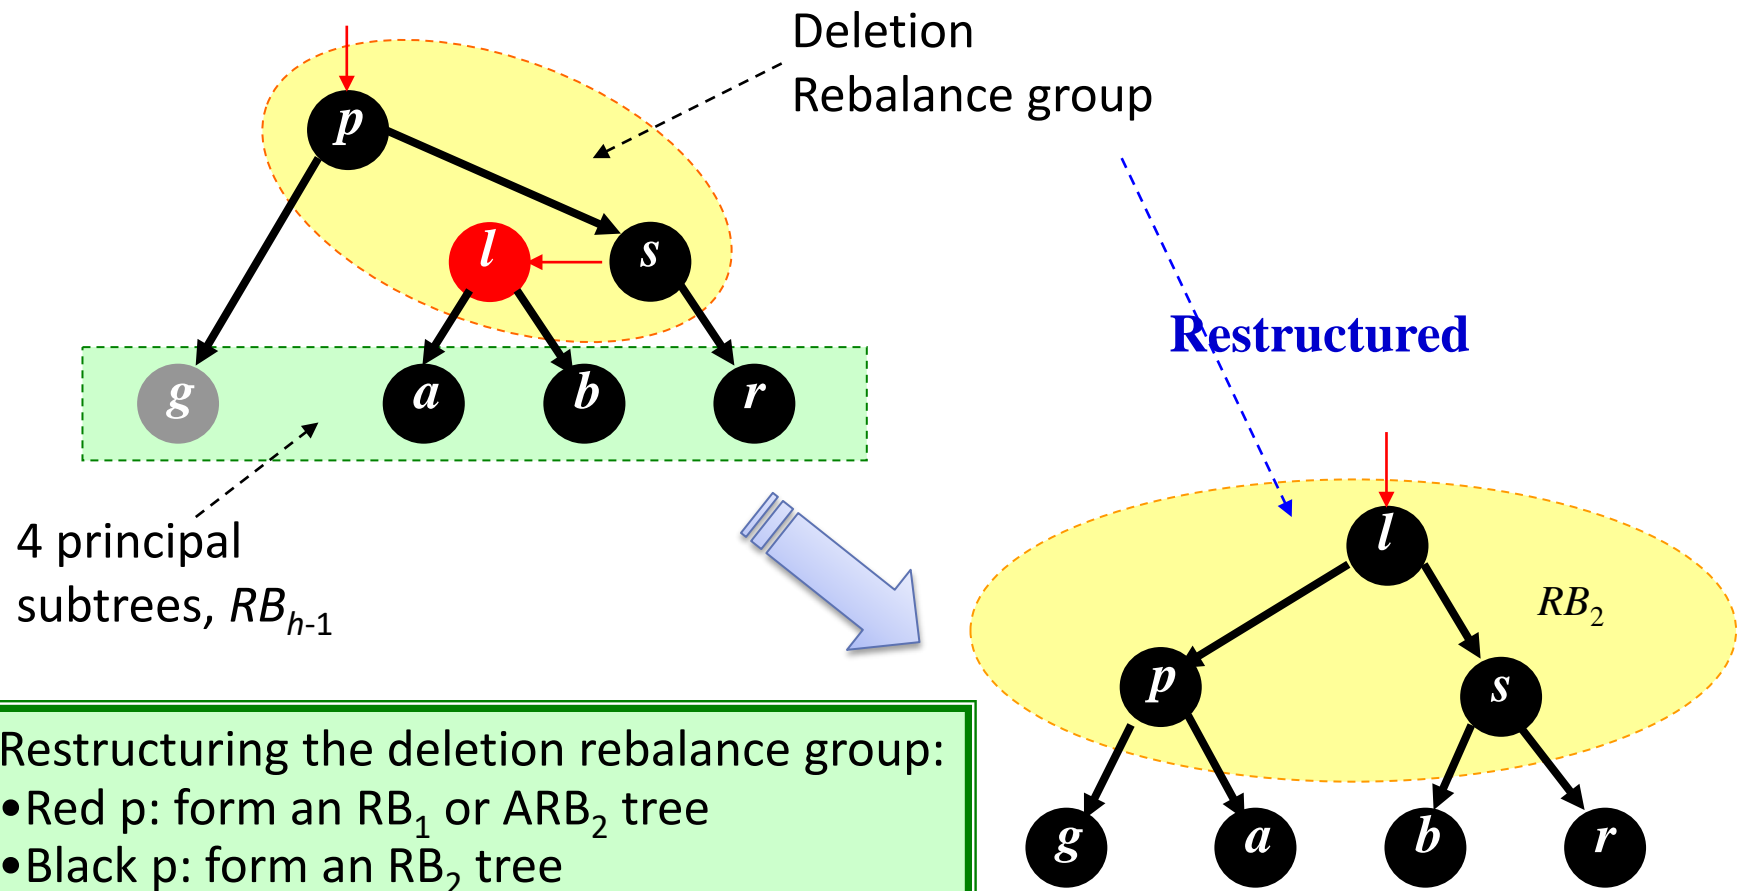 Deletion
Rebalance group
p
l
s
g
a
b
r
Restructured
4 principal
subtrees, RBh-1
l
RB2
p
s
g
a
b
r
Restructuring the deletion rebalance group:
•Red p: form an RB1 or ARB2 tree
•Black p: form an RB2 tree